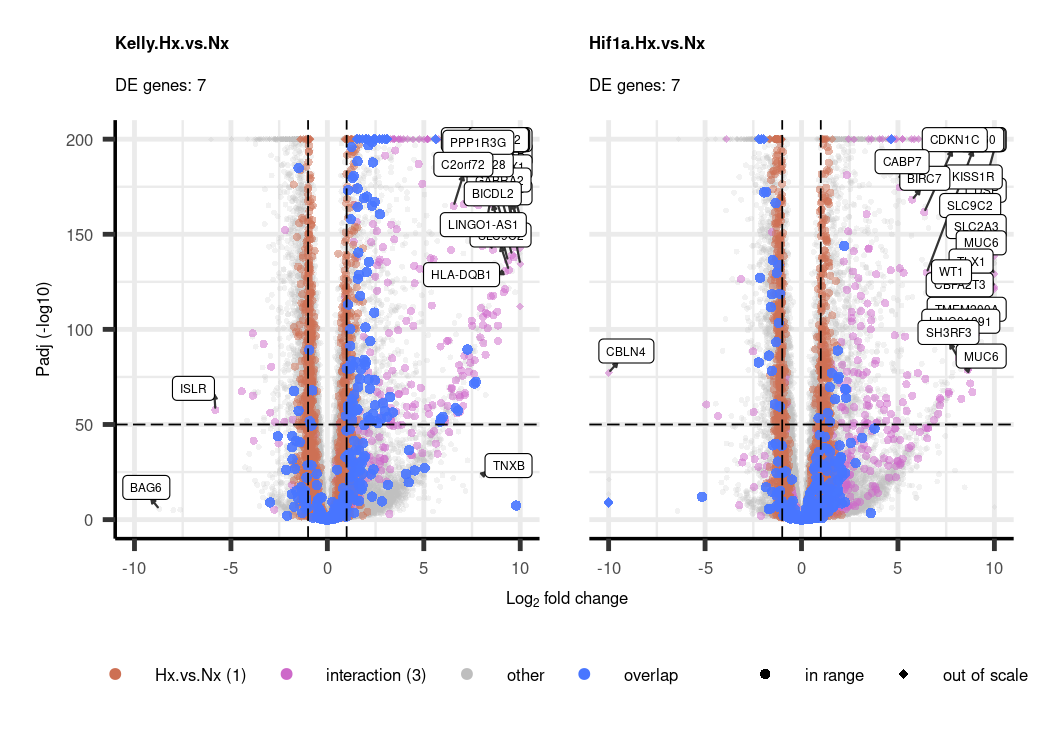 Kelly.Hx.vs.Nx
DE genes: 7
Hif1a.Hx.vs.Nx
DE genes: 7
Padj (-log10)
200
150
100
50
0
PPP1R3G
C2orf72
BICDL2
LINGO1-AS1
HLA-DQB1
ISLR
TNXB
BAG6
CDKN1C
CABP7
BIRC7
KISS1R
SLC9C2
SLC2A3
MUC6
WT1
SH3RF3
MUC6
CBLN4
-10 -5 0 5 10
-10 -5 0 5 10
Log2 fold change
Hx.vs.Nx (1) interaction (3) other overlap in range out of scale